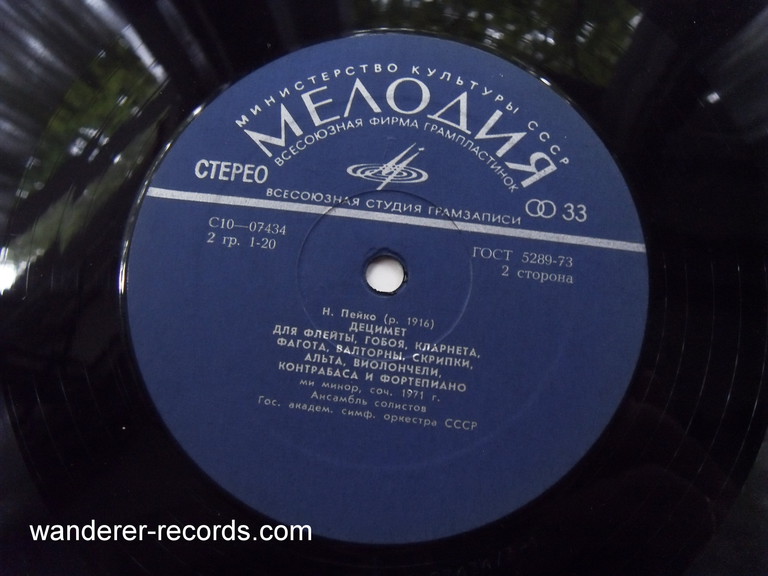 МИНИСТЕРСТВО КУЛЬТУРЫ СССР
МЕЛОДИЯ
ВСЕСОЮЗНАЯ ФИРМА ГРАМПЛАСТИНОК
СТЕРЕО
ВСЕСОЮЗНАЯ СТУДИЯ ГРАМЗАПИСИ
33
С10—07434
2 гр. 1-20
ГОСТ 5289-73
2 сторона
Н. Пейко (р. 1916)
ДЕЦИМЕТ
ДЛЯ ФЛЕЙТЫ, ГОБОЯ, КЛАРНЕТА,
ФАГОТА, ВАЛТОРНЫ, СКРИПКИ,
АЛЬТА, ВИОЛОНЧЕЛИ,
КОНТРАБАСА И ФОРТЕПИАНО
ми минор, соч. 1971 г.
Ансамбль солистов
Гос. академ. симф. оркестра СССР
wanderer-records.com